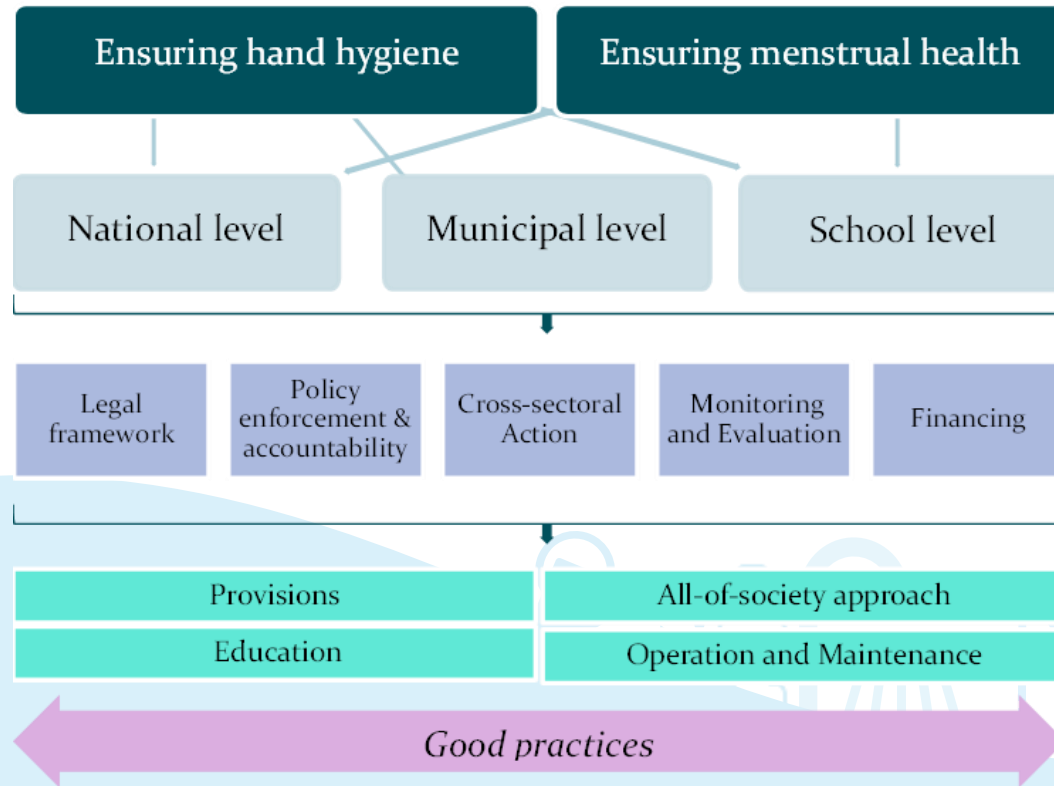 Ensuring hand hygiene
Ensuring menstrual health
National level
Municipal level
School level
Legal
framework
Policy
enforcement &
accountability
Cross-sectoral
Action
Monitoring
and Evaluation
Financing
Provisions
All-of-society approach
Education
Operation and Maintenance
Good practices